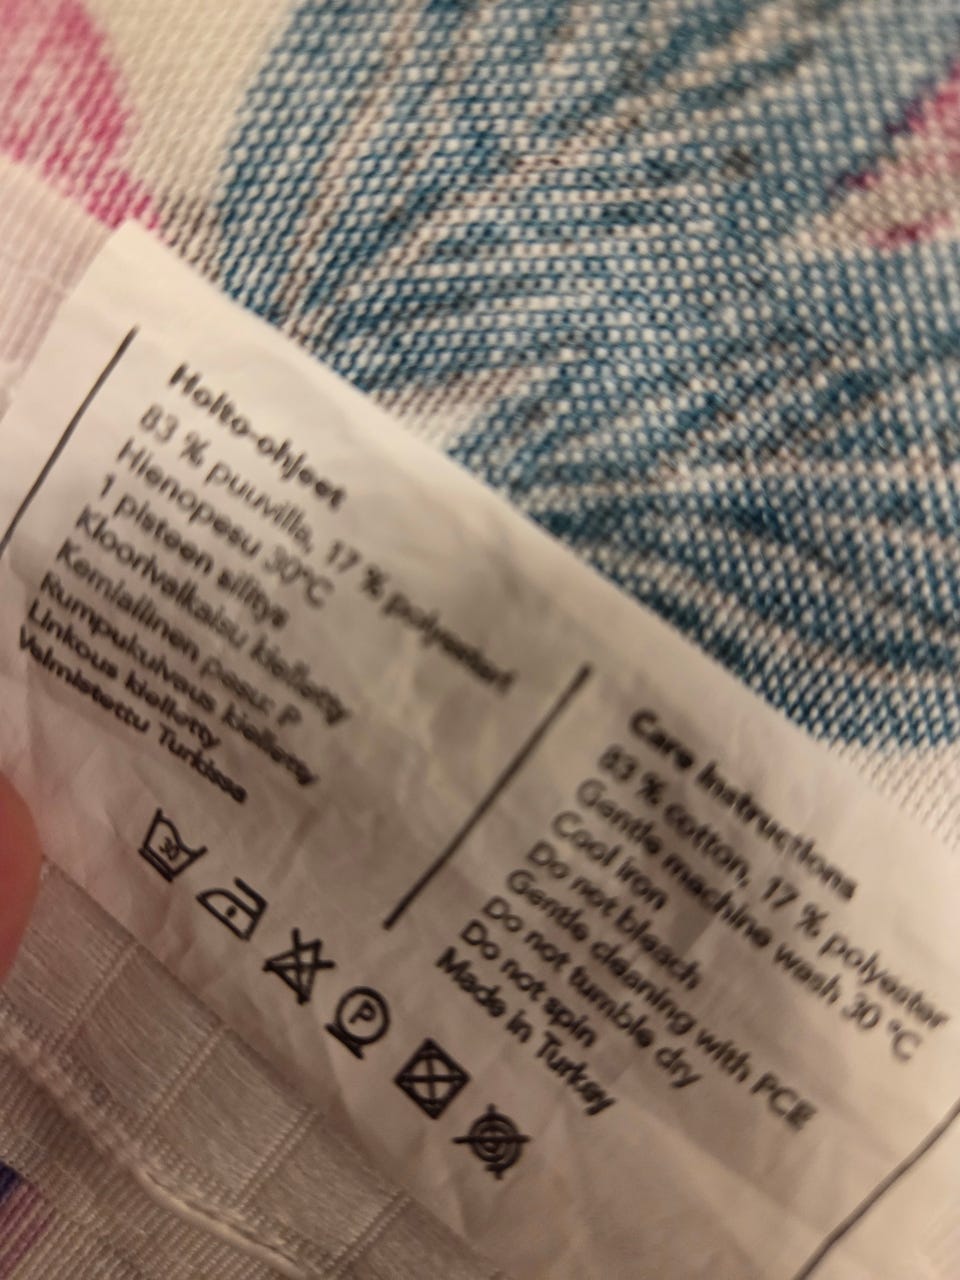 Hoito-ohjeet
83 % puuvilla, 17 % polyesteri
Hienopesu 30°C
1 pisteen silitys
Kloorivalkaisu kielletty
Kemiallinen pesu: P
Rumpukuivaus kielletty
Linkous kielletty
Valmistettu Turkissa
30
P
Care instructions
83 % cotton, 17 % polyester
Gentle machine wash 30 °C
Cool iron
Do not bleach
Gentle cleaning with PCE
Do not tumble dry
Do not spin
Made in Turkey